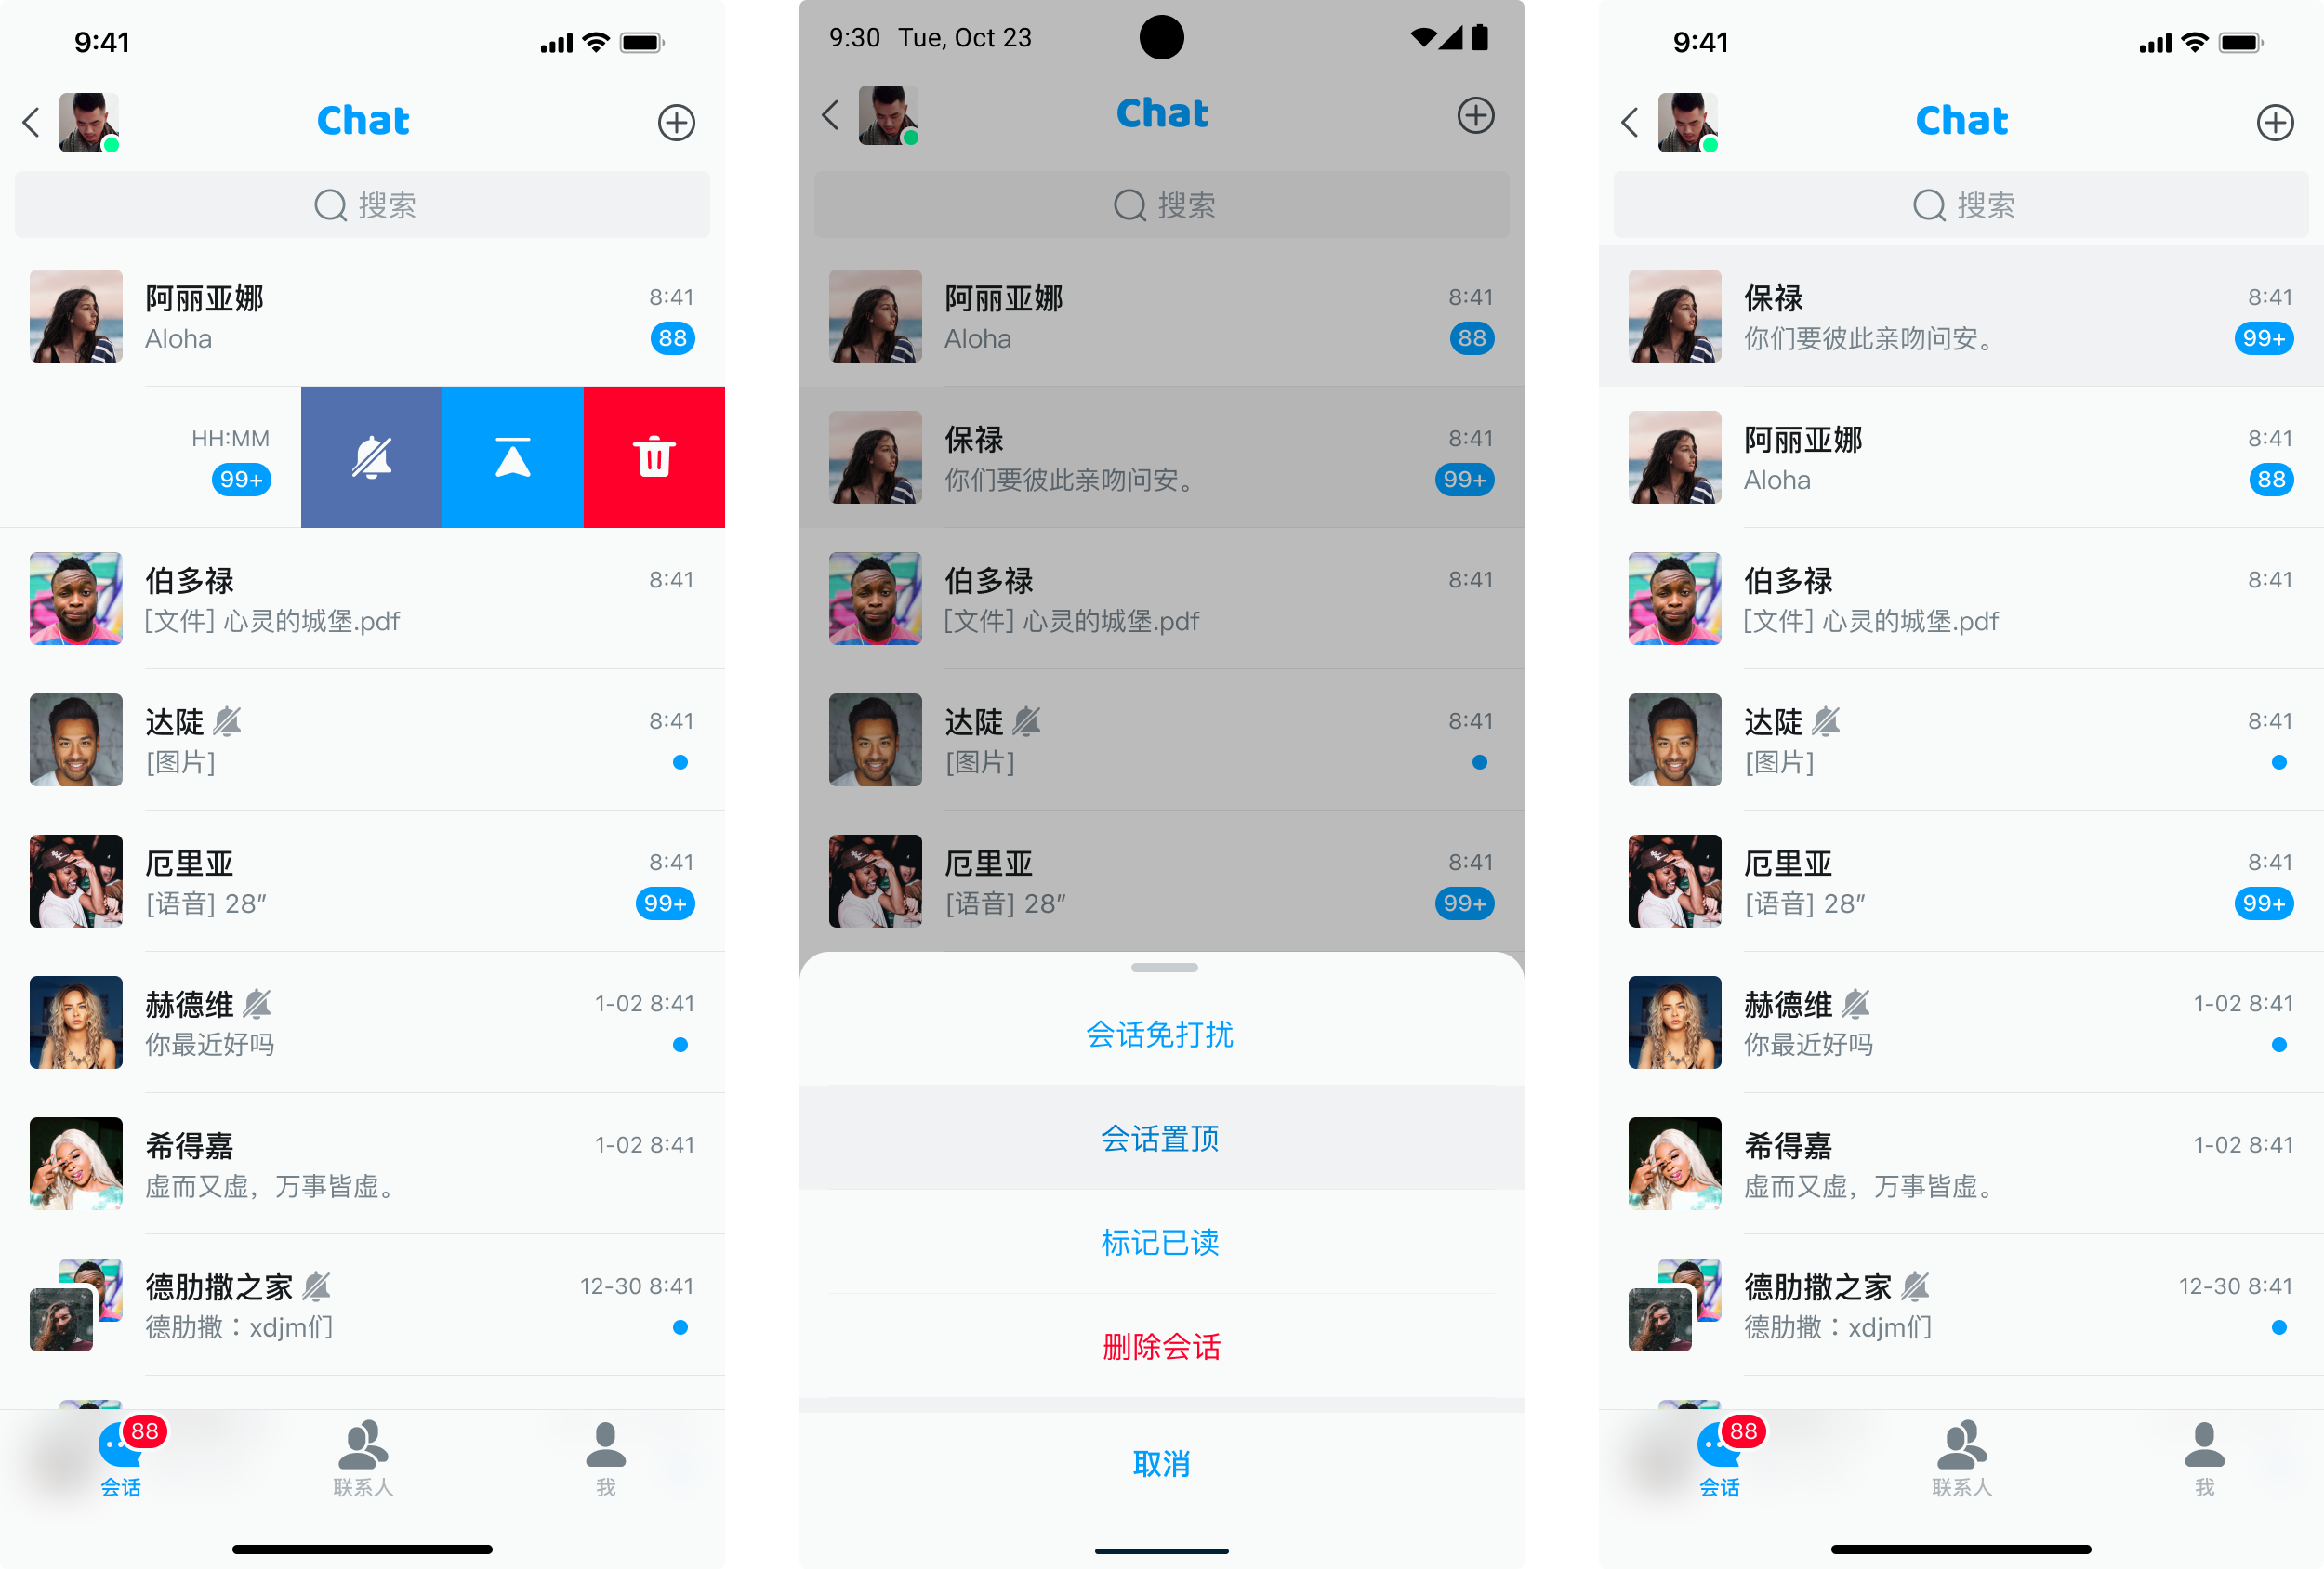 9:41
Chat
搜索
阿丽亚娜
8:41
Aloha
88
HH:MM
99+
伯多禄
8:41
[文件] 心灵的城堡.pdf
达陡
8:41
[图片]
厄里亚
8:41
[语音] 28″
99+
赫德维
1-02 8:41
你最近好吗
希得嘉
1-02 8:41
虚而又虚，万事皆虚。
德肋撒之家
12-30 8:41
德肋撒：xdjm们
88
会话
联系人
我
9:30 Tue, Oct 23
Chat
搜索
阿丽亚娜
8:41
Aloha
88
保禄
8:41
你们要彼此亲吻问安。
99+
伯多禄
8:41
[文件] 心灵的城堡.pdf
达陡
8:41
[图片]
厄里亚
8:41
[语音] 28″
99+
会话免打扰
会话置顶
标记已读
删除会话
取消
9:41
Chat
搜索
保禄
8:41
你们要彼此亲吻问安。
99+
阿丽亚娜
8:41
Aloha
88
伯多禄
8:41
[文件] 心灵的城堡.pdf
达陡
8:41
[图片]
厄里亚
8:41
[语音] 28″
99+
赫德维
1-02 8:41
你最近好吗
希得嘉
1-02 8:41
虚而又虚，万事皆虚。
德肋撒之家
12-30 8:41
德肋撒：xdjm们
88
会话
联系人
我